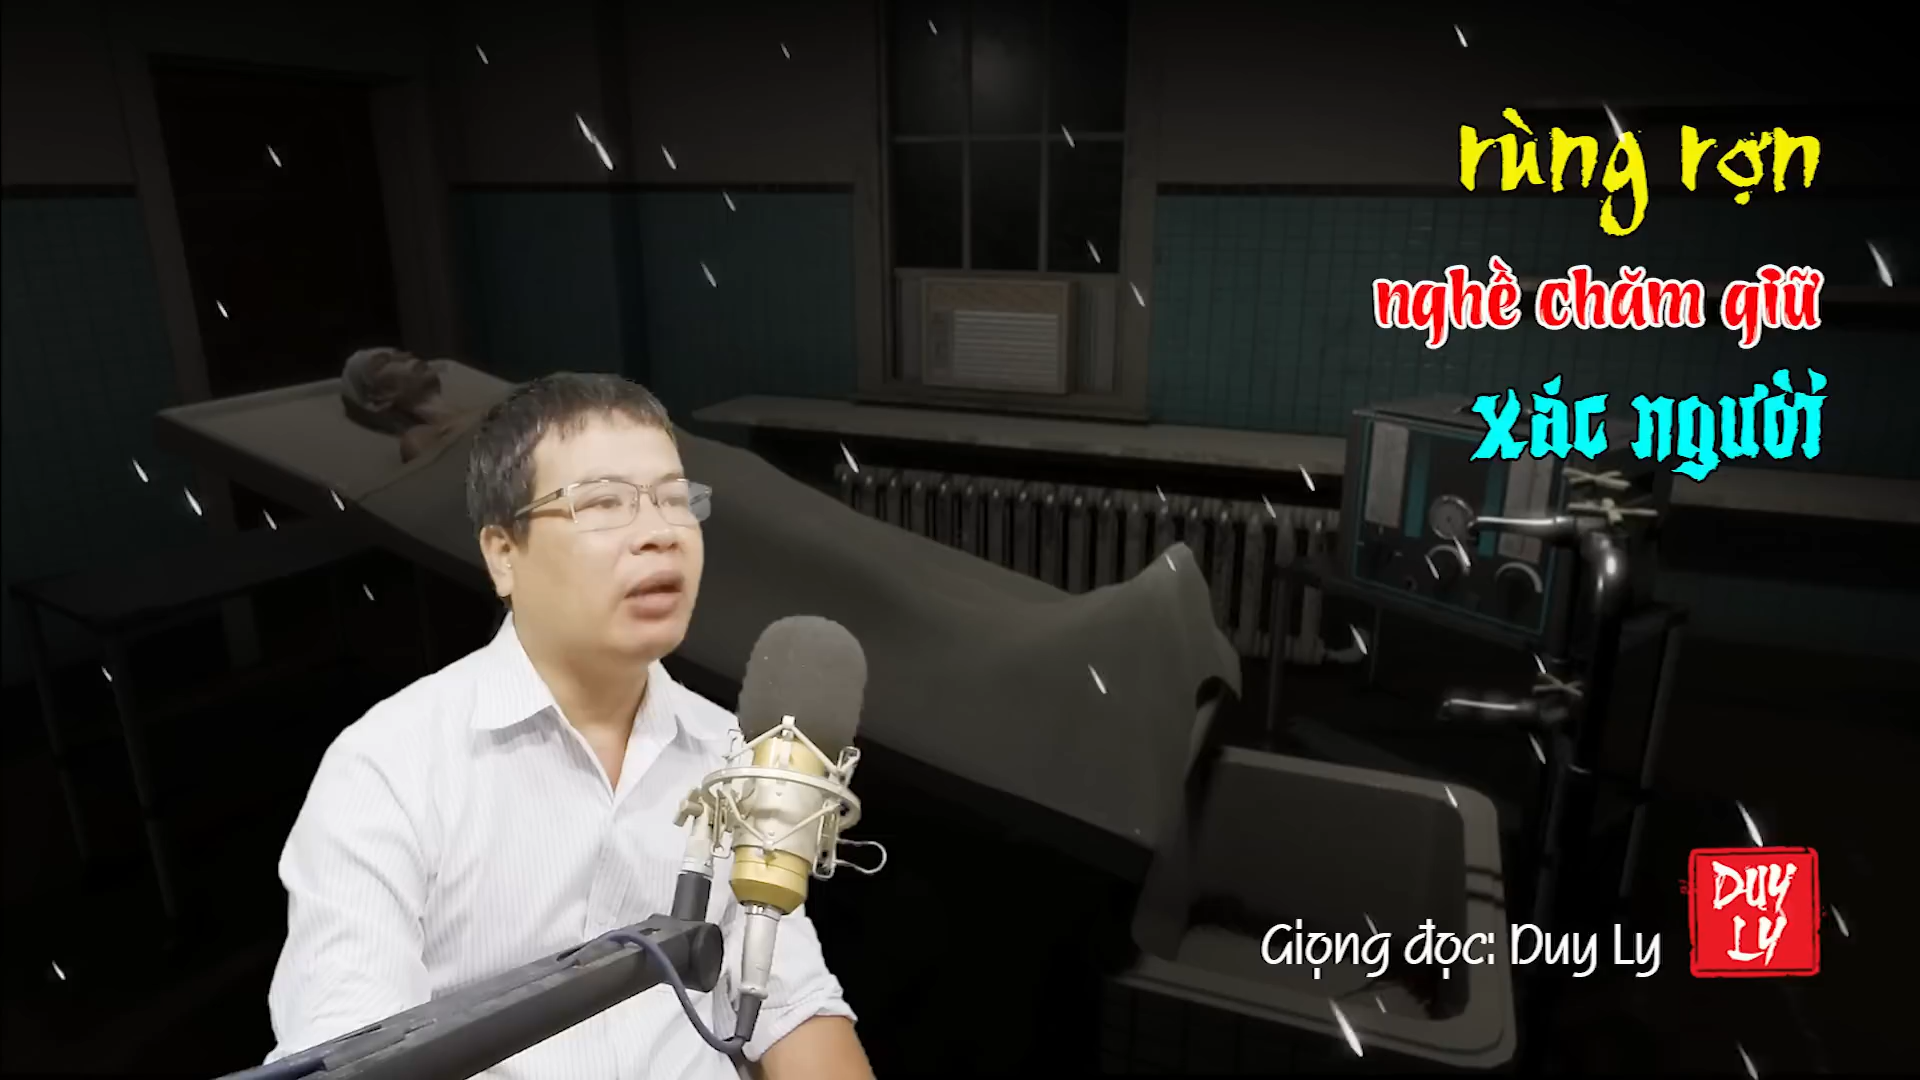 rùng rợn
nghề chăm giữ
xác người
Giọng đọc: Duy Ly
DUY
LY